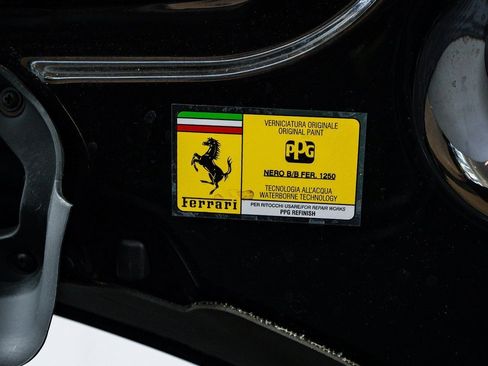 VERNICIATURA ORIGINALE
ORIGINAL PAINT
PPG
NERO B/B FER. 1250
TECNOLOGIA ALL'ACQUA
WATERBORNE TECHNOLOGY
Ferrari
PER RITOCCHI USARE/FOR REPAIR WORKS
PPG REFINISH